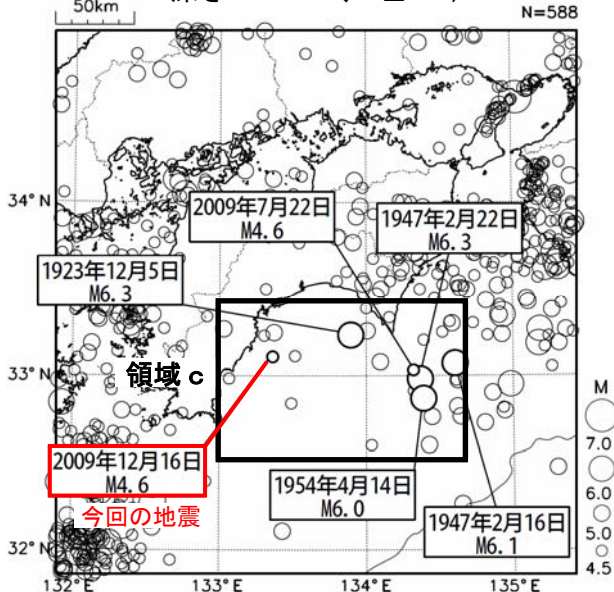 50km
N=588
34°N
2009年7月22日
M4.6
1947年2月22日
M6.3
1923年12月5日
M6.3
33°N
領域c
M
7.0
6.0
5.0
4.5
2009年12月16日
M4.6
今回の地震
1954年4月14日
M6.0
1947年2月16日
M6.1
32°N
132°E
133°E
134°E
135°E